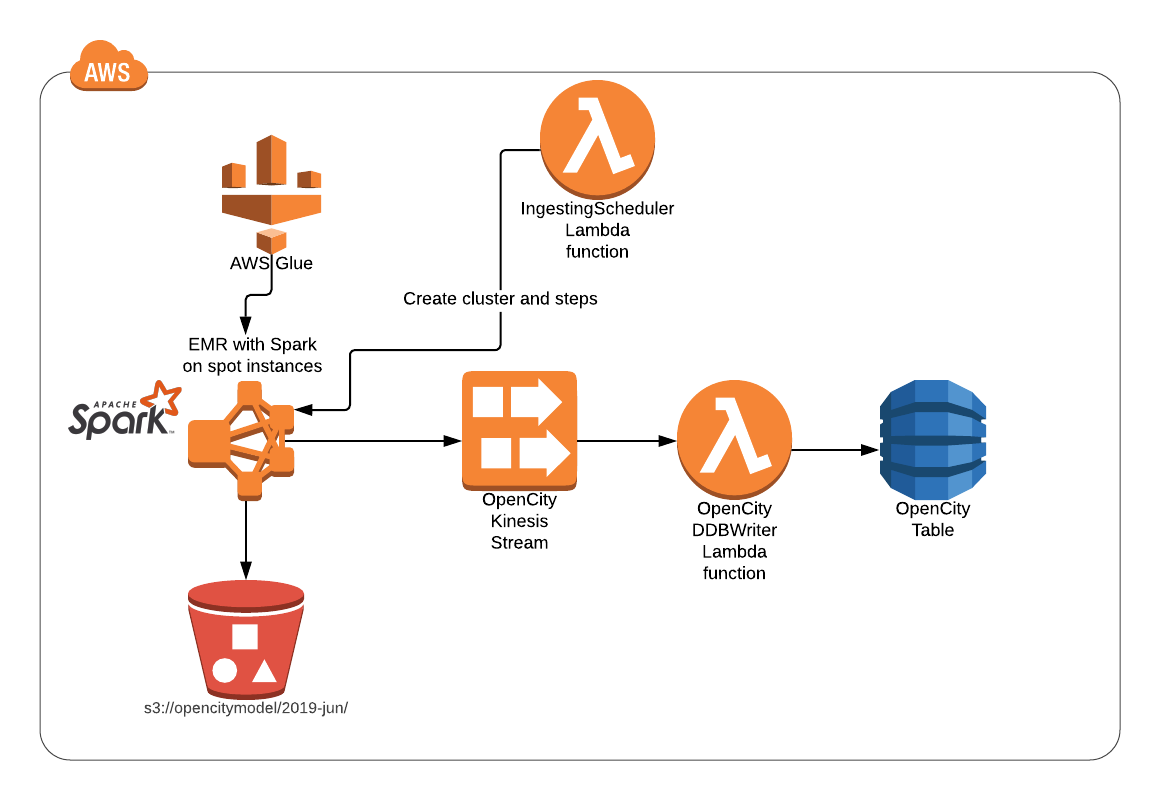 AWS
IngestingScheduler
Lambda
function
AWS Glue
Create cluster and steps
EMR with Spark
on spot instances
APACHE
Spark™
OpenCity
Kinesis
Stream
OpenCity
DDBWriter
Lambda
function
OpenCity
Table
s3://opencitymodel/2019-jun/